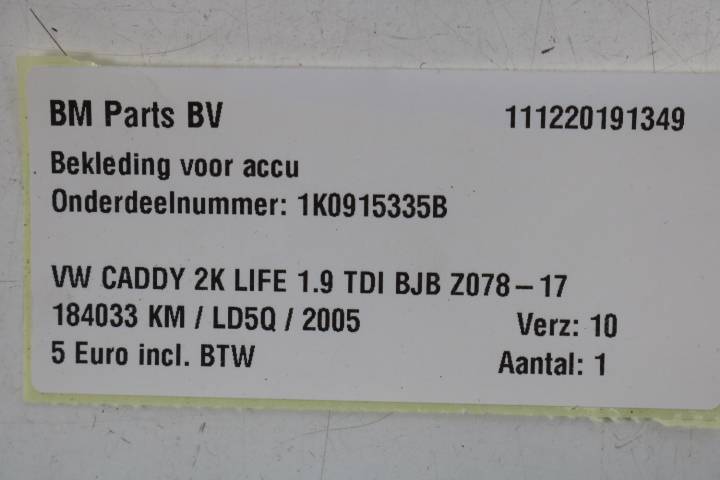 BM Parts BV 111220191349
Bekleding voor accu
Onderdeelnummer: 1K0915335B
VW CADDY 2K LIFE 1.9 TDI BJB Z078 – 17
184033 KM / LD5Q / 2005 Verz: 10
5 Euro incl. BTW Aantal: 1